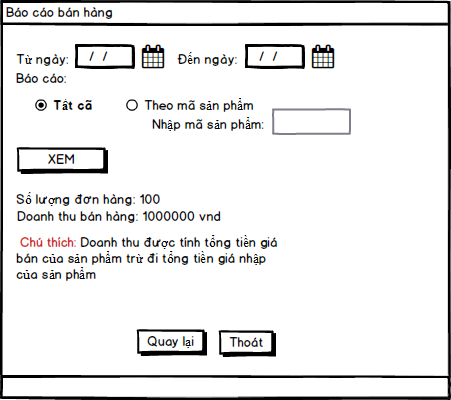 Báo cáo bán hàng
Từ ngày: / / Đến ngày: / /
Báo cáo:
Tất cã Theo mã sản phẩm
Nhập mã sản phẩm:
XEM
Số lượng đơn hàng: 100
Doanh thu bán hàng: 1000000 vnd
Chú thích: Doanh thu được tính tổng tiền giá
bán của sản phẩm trừ đi tổng tiền giá nhập
của sản phẩm
Quay lại Thoát